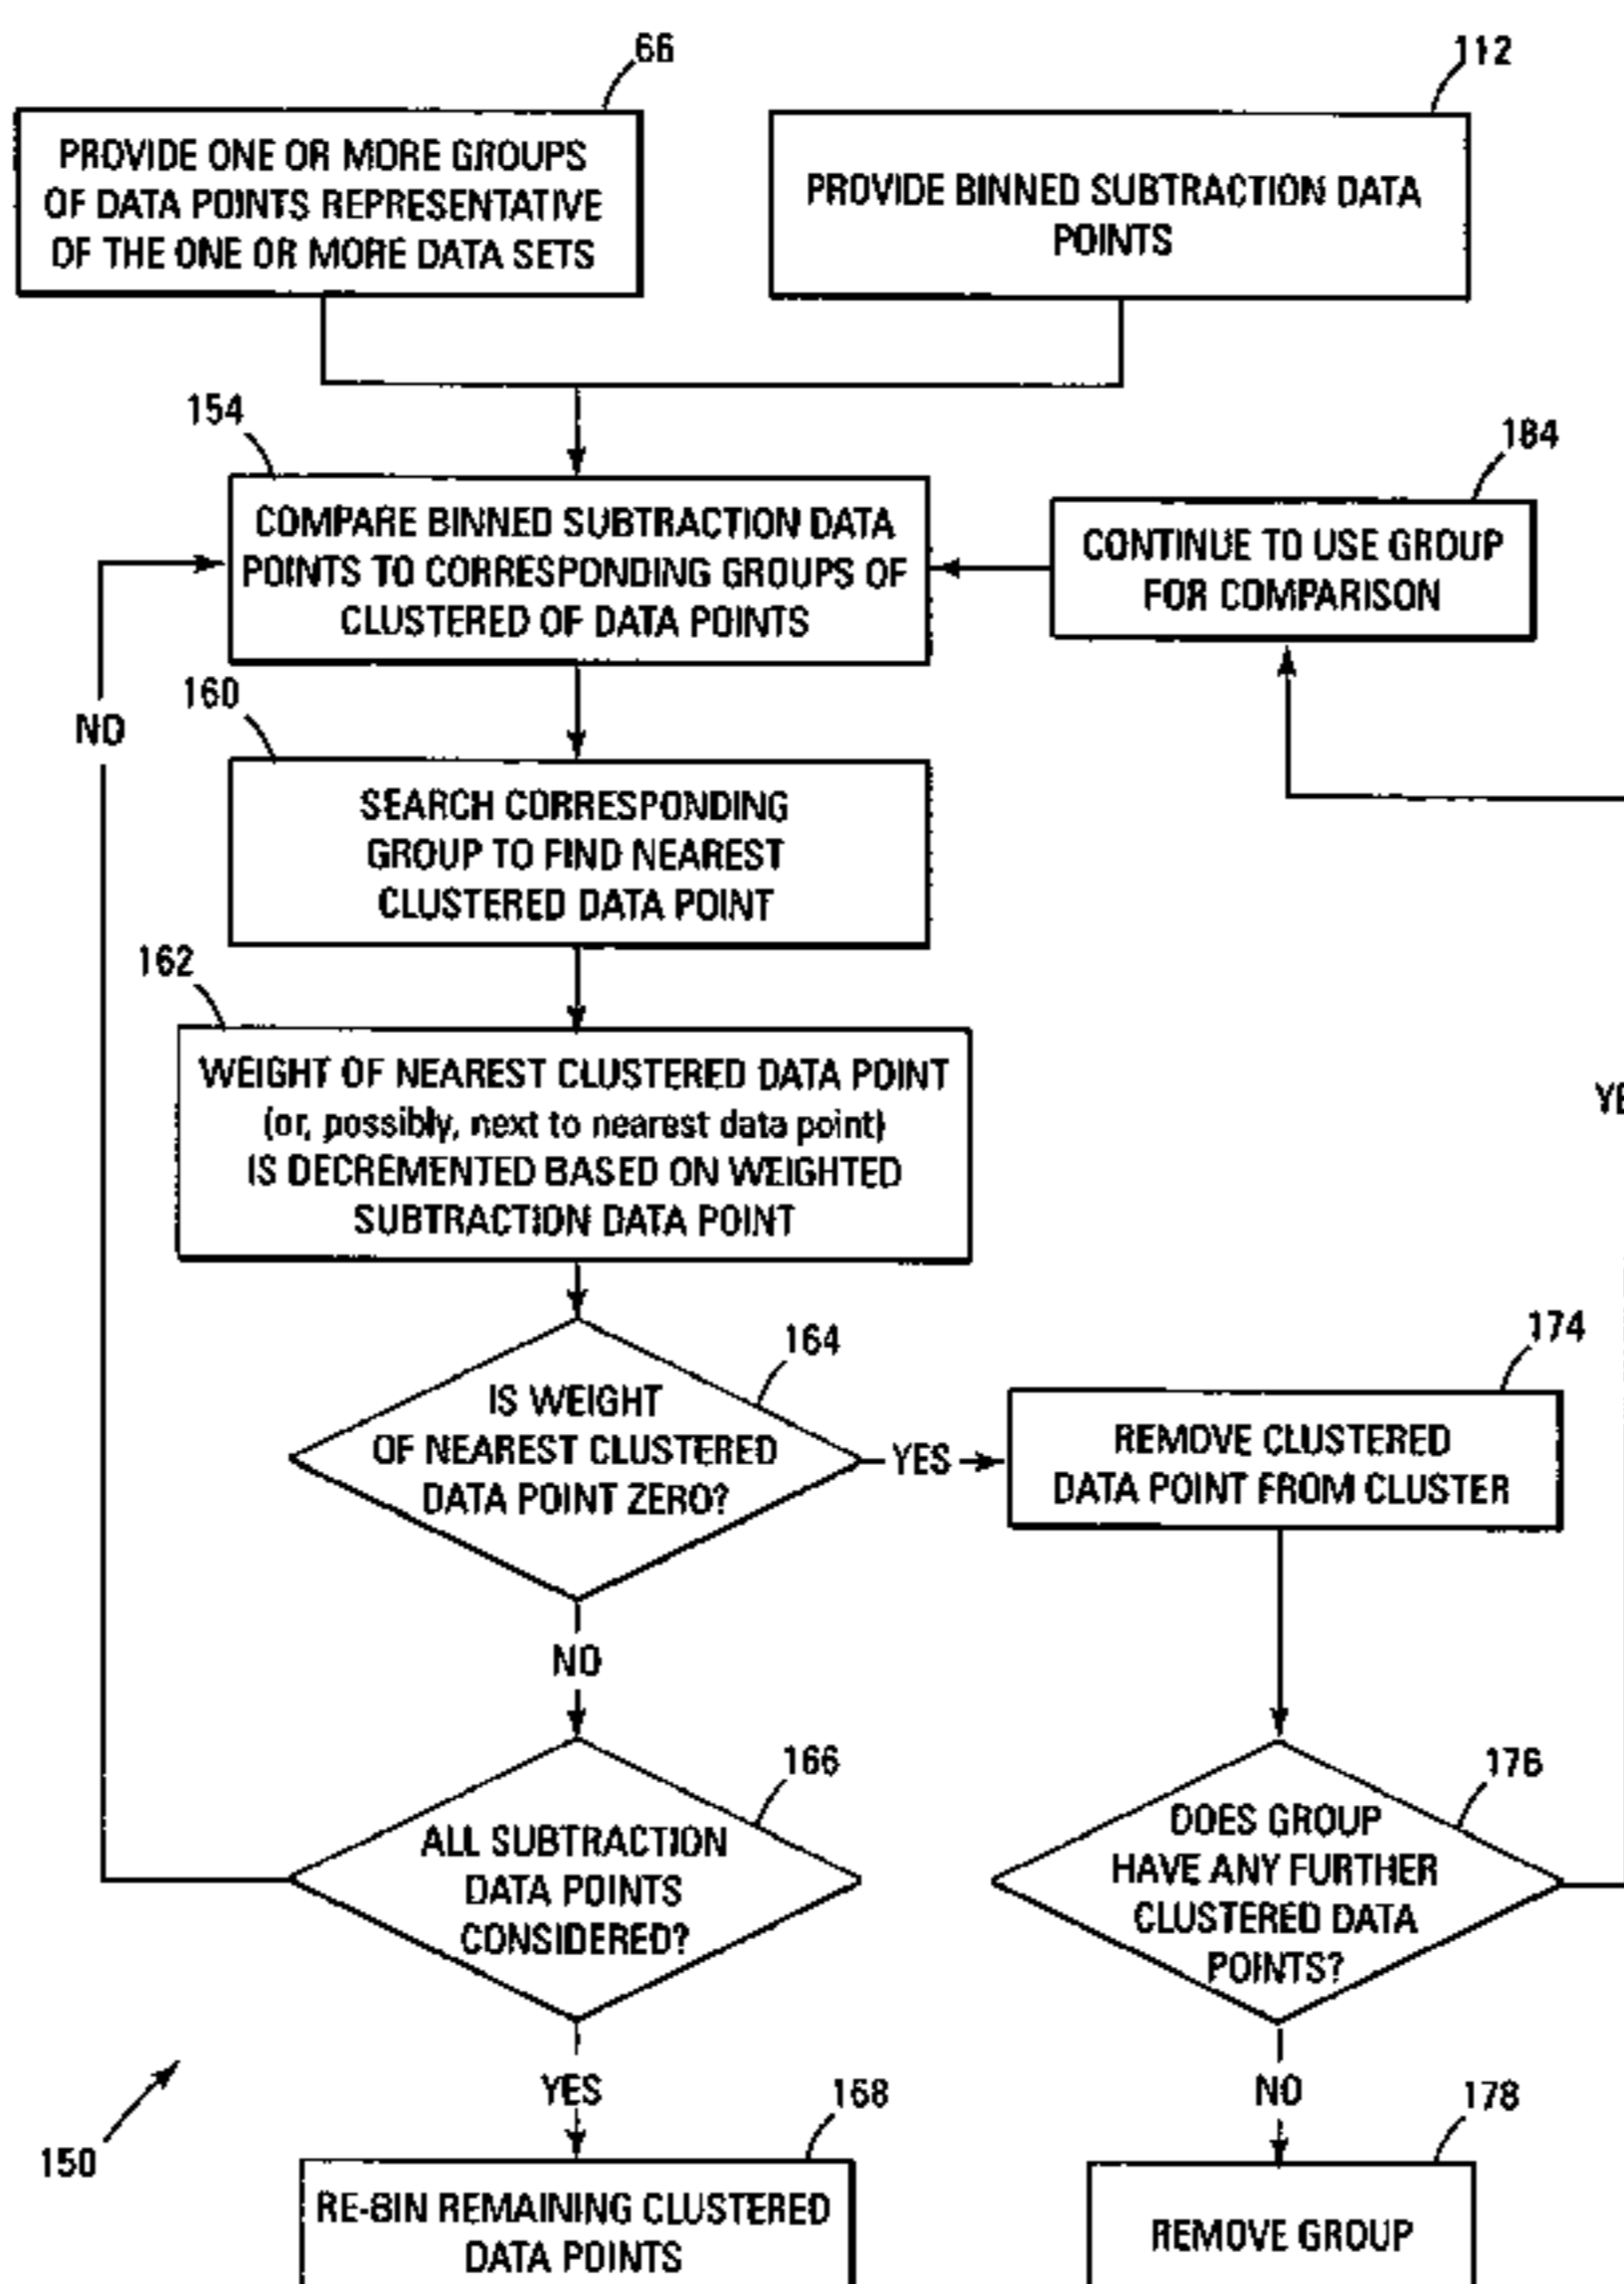 66
PROVIDE ONE OR MORE GROUPS
OF DATA POINTS REPRESENTATIVE
OF THE ONE OR MORE DATA SETS
112
PROVIDE BINNED SUBTRACTION DATA
POINTS
154
COMPARE BINNED SUBTRACTION DATA
POINTS TO CORRESPONDING GROUPS OF
CLUSTERED OF DATA POINTS
184
CONTINUE TO USE GROUP
FOR COMPARISON
NO
160
SEARCH CORRESPONDING
GROUP TO FIND NEAREST
CLUSTERED DATA POINT
162
WEIGHT OF NEAREST CLUSTERED DATA POINT
(or, possibly, next to nearest data point)
IS DECREMENTED BASED ON WEIGHTED
SUBTRACTION DATA POINT
164
IS WEIGHT
OF NEAREST CLUSTERED
DATA POINT ZERO?
YES
174
REMOVE CLUSTERED
DATA POINT FROM CLUSTER
NO
166
ALL SUBTRACTION
DATA POINTS
CONSIDERED?
176
DOES GROUP
HAVE ANY FURTHER
CLUSTERED DATA
POINTS?
YES
168
RE-BIN REMAINING CLUSTERED
DATA POINTS
NO
178
REMOVE GROUP
150